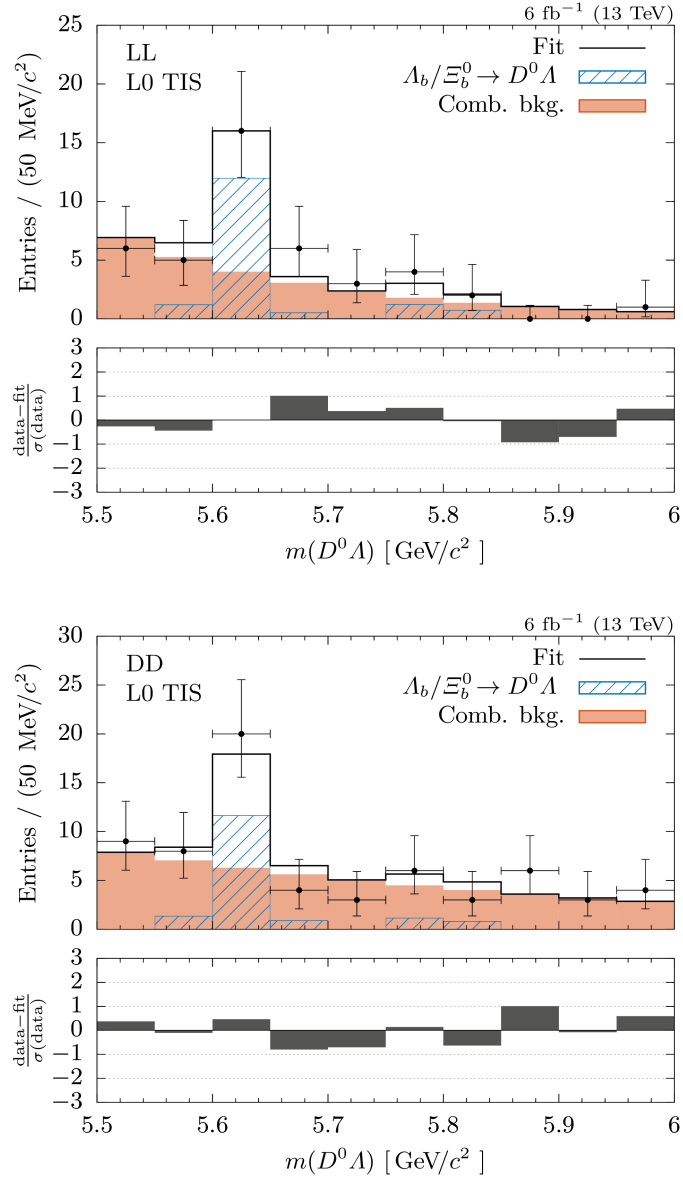 6 fb−1 (13 TeV)
LL
L0 TIS
Fit
Λb/Ξb0 → D0Λ
Comb. bkg.
Entries / (50 MeV/c2)
25
20
15
10
5
0
data−fit
σ(data)
3
2
1
0
−1
−2
−3
5.5 5.6 5.7 5.8 5.9 6
m(D0Λ) [GeV/c2 ]
6 fb−1 (13 TeV)
DD
L0 TIS
Fit
Λb/Ξb0 → D0Λ
Comb. bkg.
Entries / (50 MeV/c2)
30
25
20
15
10
5
0
data−fit
σ(data)
3
2
1
0
−1
−2
−3
5.5 5.6 5.7 5.8 5.9 6
m(D0Λ) [GeV/c2 ]